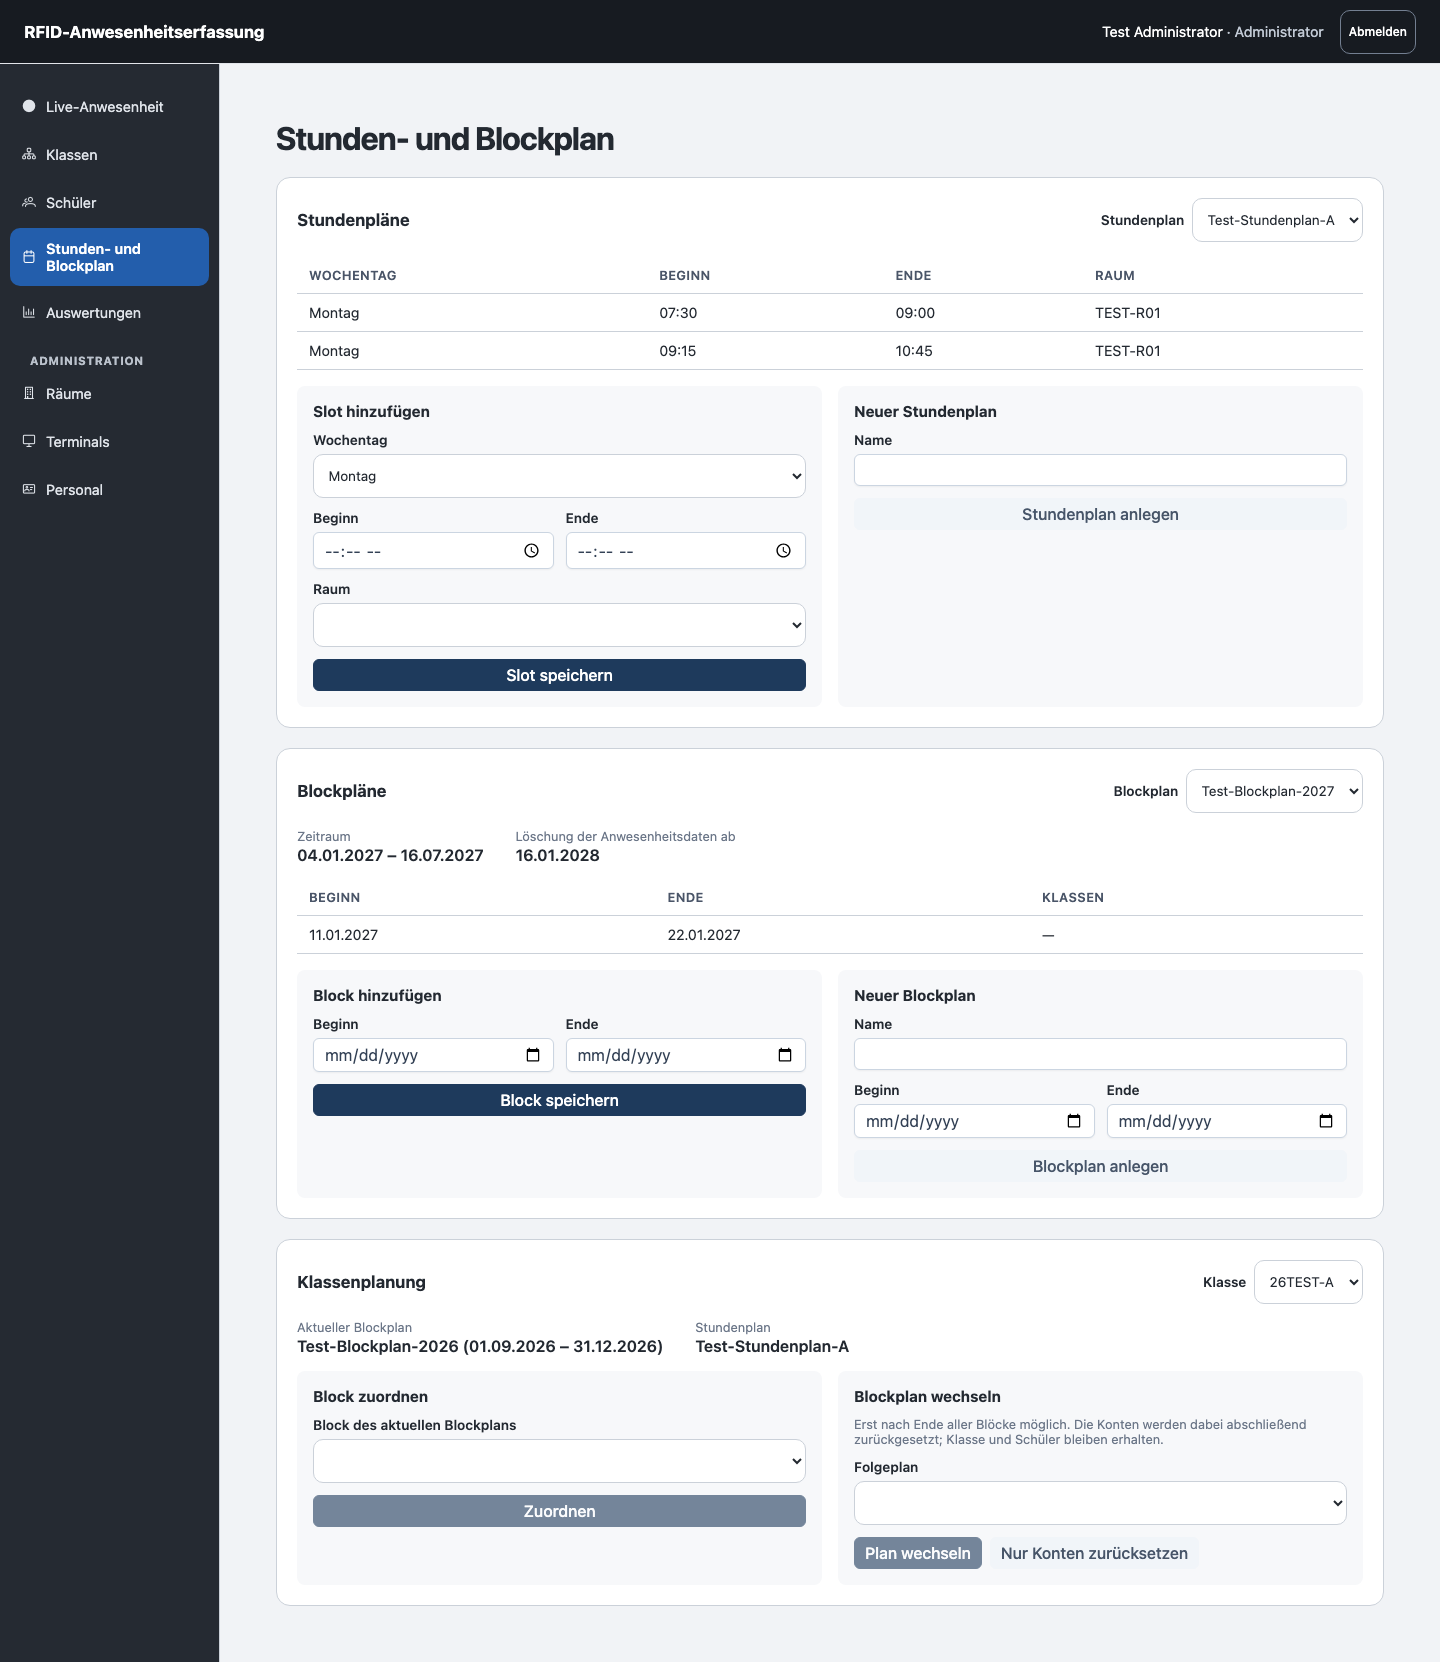 RFID-Anwesenheitserfassung
Test Administrator · Administrator
Abmelden
Live-Anwesenheit
Klassen
Schüler
Stunden- und
Blockplan
Auswertungen
ADMINISTRATION
Räume
Terminals
Personal
Stunden- und Blockplan
Stundenpläne
Stundenplan
Test-Stundenplan-A
WOCHENTAG BEGINN ENDE RAUM
Montag 07:30 09:00 TEST-R01
Montag 09:15 10:45 TEST-R01
Slot hinzufügen
Wochentag
Montag
Beginn Ende
--:-- -- --:-- --
Raum
Slot speichern
Neuer Stundenplan
Name
Stundenplan anlegen
Blockpläne
Blockplan
Test-Blockplan-2027
Zeitraum
04.01.2027 – 16.07.2027
Löschung der Anwesenheitsdaten ab
16.01.2028
BEGINN ENDE KLASSEN
11.01.2027 22.01.2027 —
Block hinzufügen
Beginn Ende
mm/dd/yyyy mm/dd/yyyy
Block speichern
Neuer Blockplan
Name
Beginn Ende
mm/dd/yyyy mm/dd/yyyy
Blockplan anlegen
Klassenplanung
Klasse
26TEST-A
Aktueller Blockplan
Test-Blockplan-2026 (01.09.2026 – 31.12.2026)
Stundenplan
Test-Stundenplan-A
Block zuordnen
Block des aktuellen Blockplans
Zuordnen
Blockplan wechseln
Erst nach Ende aller Blöcke möglich. Die Konten werden dabei abschließend
zurückgesetzt; Klasse und Schüler bleiben erhalten.
Folgeplan
Plan wechseln
Nur Konten zurücksetzen